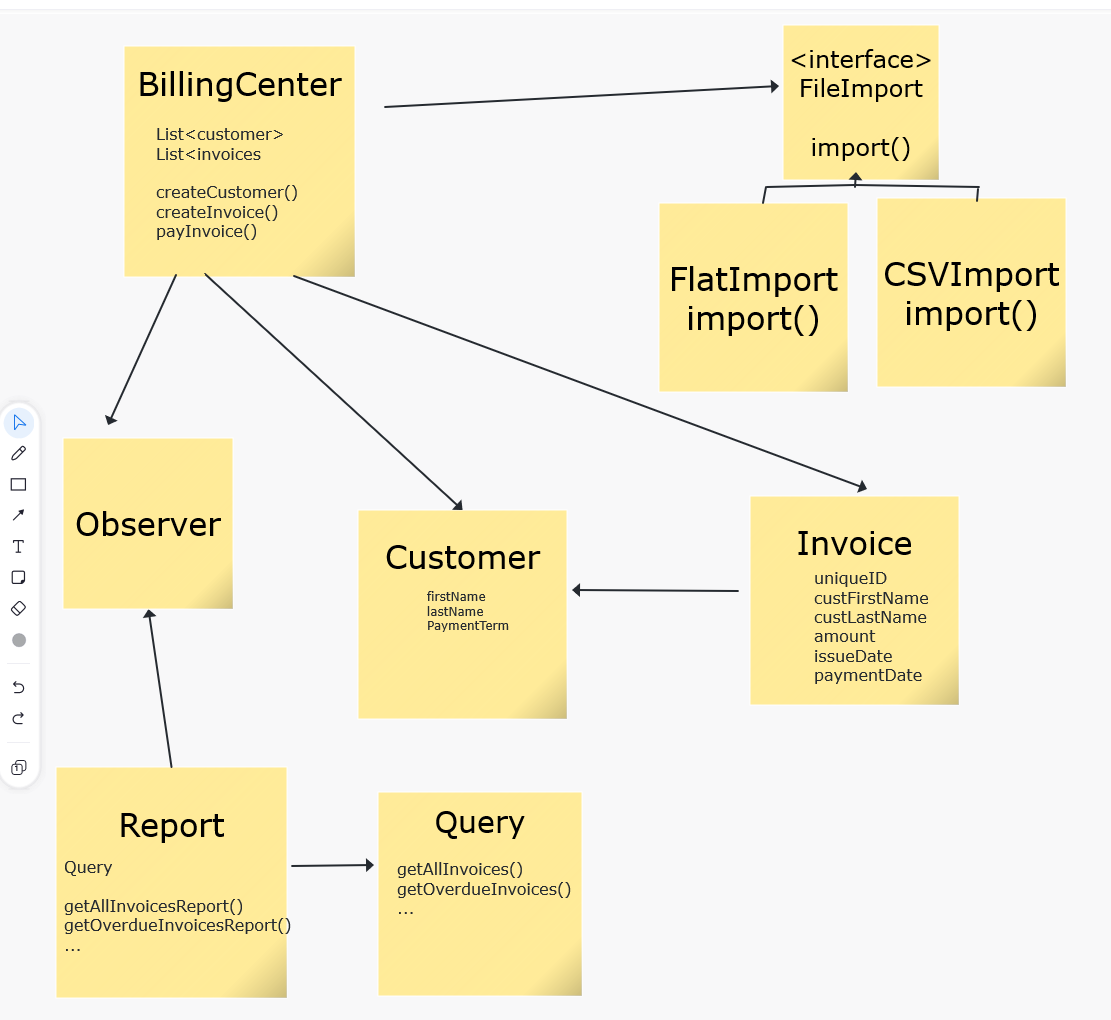 BillingCenter
List<customer>
List<invoices
createCustomer()
createInvoice()
payInvoice()
<interface>
FileImport
import()
FlatImport
import()
CSVImport
import()
Observer
Customer
firstName
lastName
PaymentTerm
Invoice
uniqueID
custFirstName
custLastName
amount
issueDate
paymentDate
Report
Query
getAllInvoicesReport()
getOverdueInvoicesReport()
...
Query
getAllInvoices()
getOverdueInvoices()
...